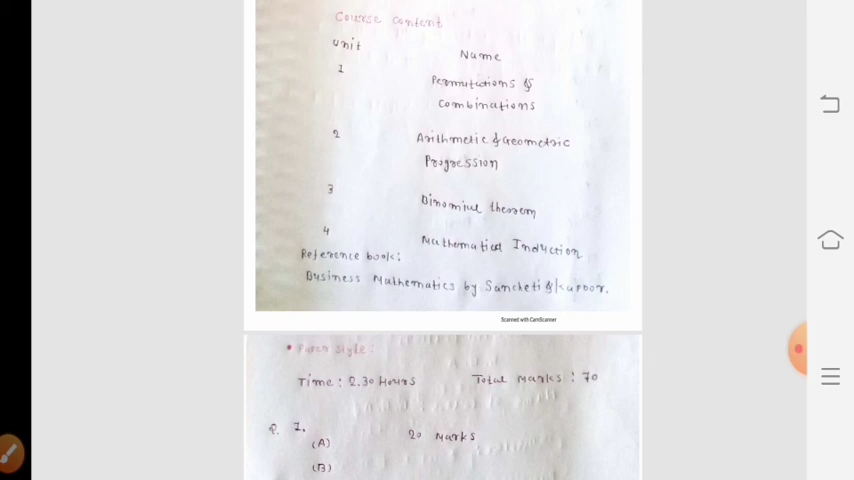 Course content
Unit Name
1 Permutations &
Combinations
2 Arithmetic & Geometric
Progression
3 Binomial theorem
4 Mathematical Induction
Reference book:
Business Mathematics by Sancheti & Kapoor.
Scanned with CamScanner
• Paper style:
Time: 2.30 Hours Total Marks: 70
Q. 1.
(A) 20 Marks
(B)